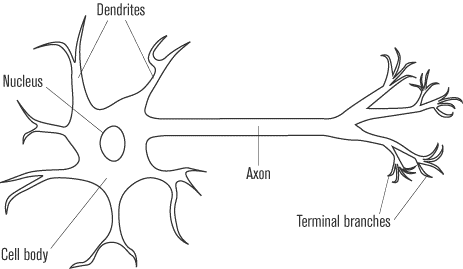 Dendrites
Nucleus
Axon
Terminal branches
Cell body